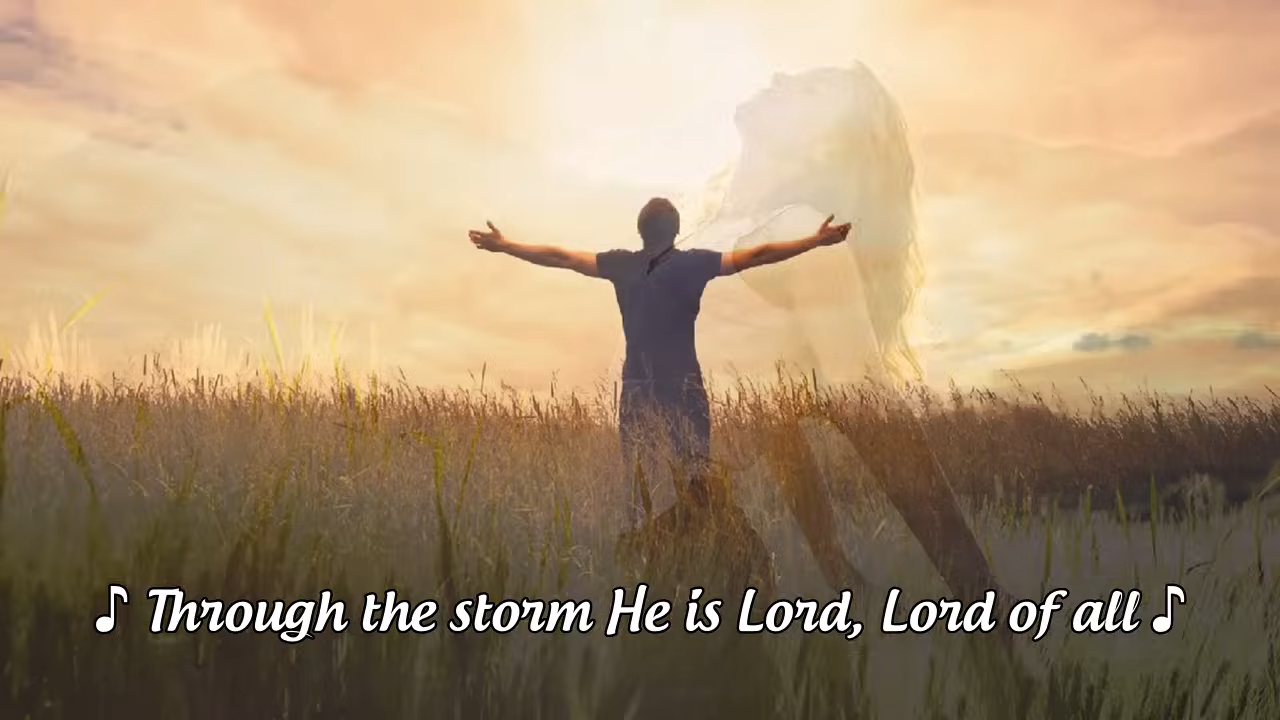 ♪ Through the storm He is Lord, Lord of all ♪